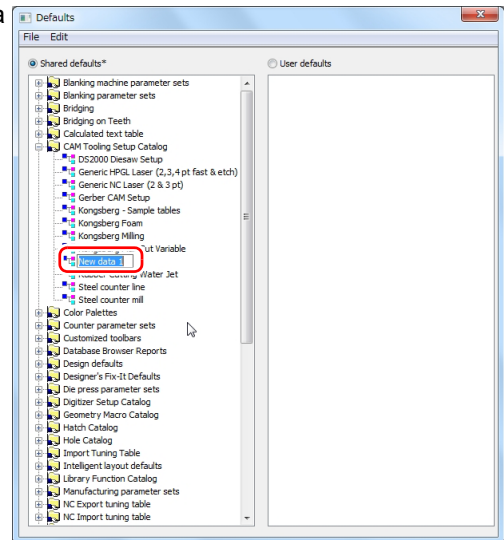 a
Defaults
File Edit
Shared defaults*
User defaults
Blanking machine parameter sets
Blanking parameter sets
Bridging
Bridging on Teeth
Calculated text table
CAM Tooling Setup Catalog
DS2000 Diesaw Setup
Generic HPGL Laser (2,3,4 pt fast & etch)
Generic NC Laser (2 & 3 pt)
Gerber CAM Setup
Kongsberg - Sample tables
Kongsberg Foam
Kongsberg Milling
Cut Variable
New data 1
Water Jet
Steel counter line
Steel counter mill
Color Palettes
Counter parameter sets
Customized toolbars
Database Browser Reports
Design defaults
Designer's Fix-It Defaults
Die press parameter sets
Digitizer Setup Catalog
Geometry Macro Catalog
Hatch Catalog
Hole Catalog
Import Tuning Table
Intelligent layout defaults
Library Function Catalog
Manufacturing parameter sets
NC Export tuning table
NC Import tuning table